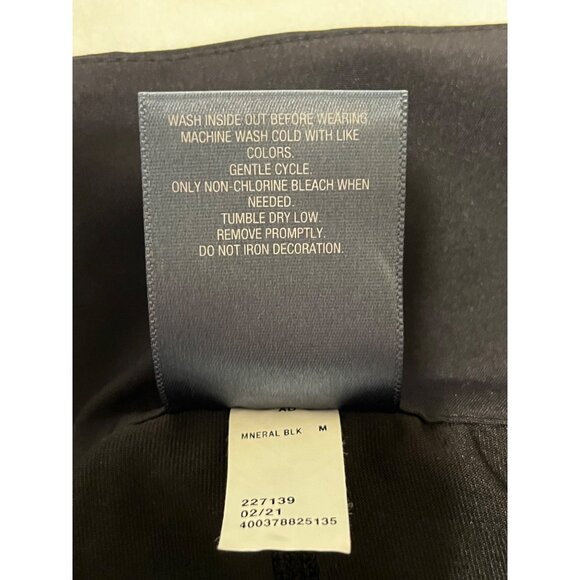 WASH INSIDE OUT BEFORE WEARING.
MACHINE WASH COLD WITH LIKE
COLORS.
GENTLE CYCLE.
ONLY NON-CHLORINE BLEACH WHEN
NEEDED.
TUMBLE DRY LOW.
REMOVE PROMPTLY.
DO NOT IRON DECORATION.
MNERAL BLK M
227139
02/21
400378825135